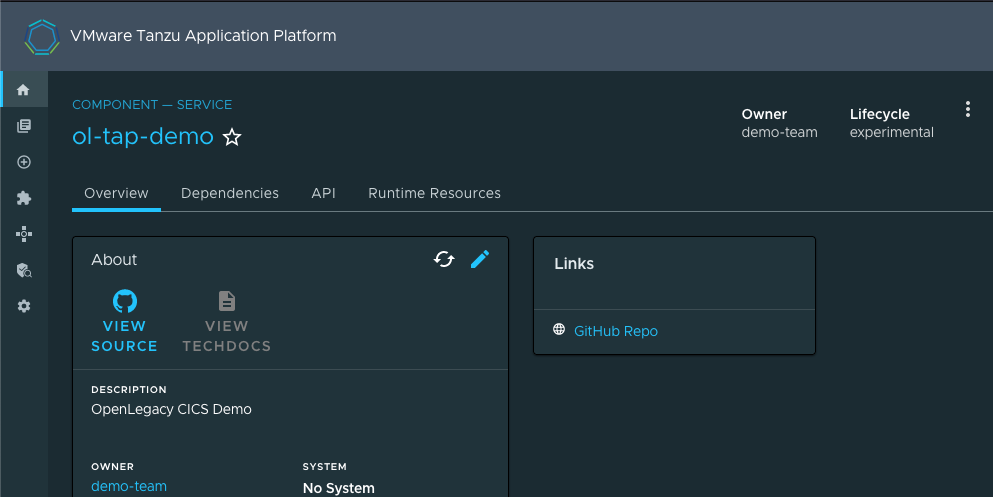 VMware Tanzu Application Platform
COMPONENT — SERVICE
ol-tap-demo
Owner
demo-team
Lifecycle
experimental
Overview
Dependencies
API
Runtime Resources
About
VIEW
SOURCE
VIEW
TECHDOCS
DESCRIPTION
OpenLegacy CICS Demo
OWNER
demo-team
SYSTEM
No System
Links
GitHub Repo